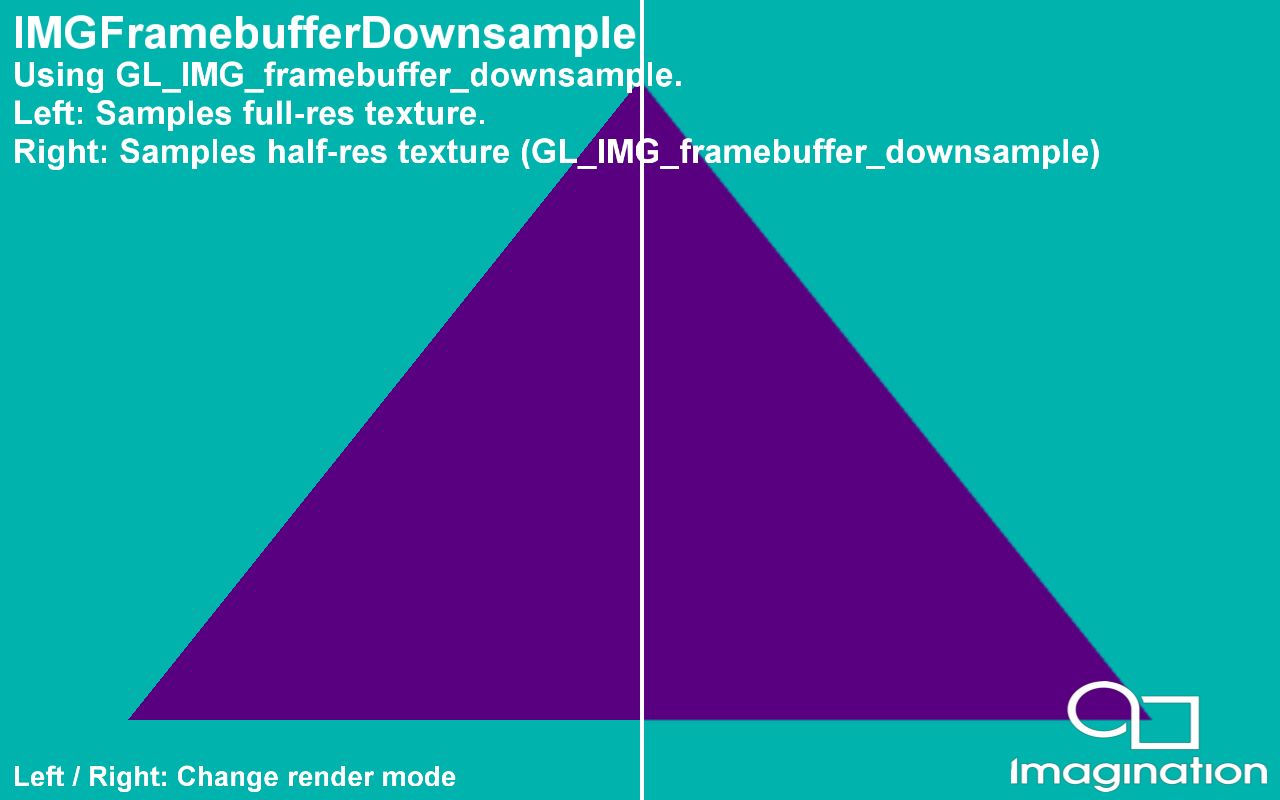 IMGFramebufferDownsample
Using GL_IMG_framebuffer_downsample.
Left: Samples full-res texture.
Right: Samples half-res texture (GL_IMG_framebuffer_downsample)
Left / Right: Change render mode
Imagination